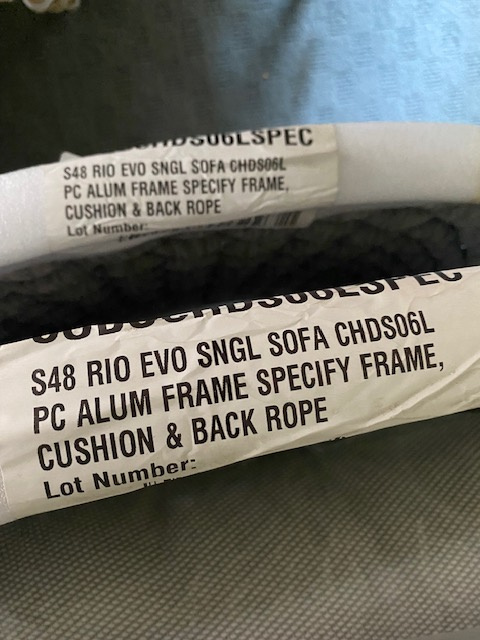 S48 RIO EVO SNGL SOFA CHDS06L
PC ALUM FRAME SPECIFY FRAME,
CUSHION & BACK ROPE
Lot Number:
S48 RIO EVO SNGL SOFA CHDS06L
PC ALUM FRAME SPECIFY FRAME,
CUSHION & BACK ROPE
Lot Number: